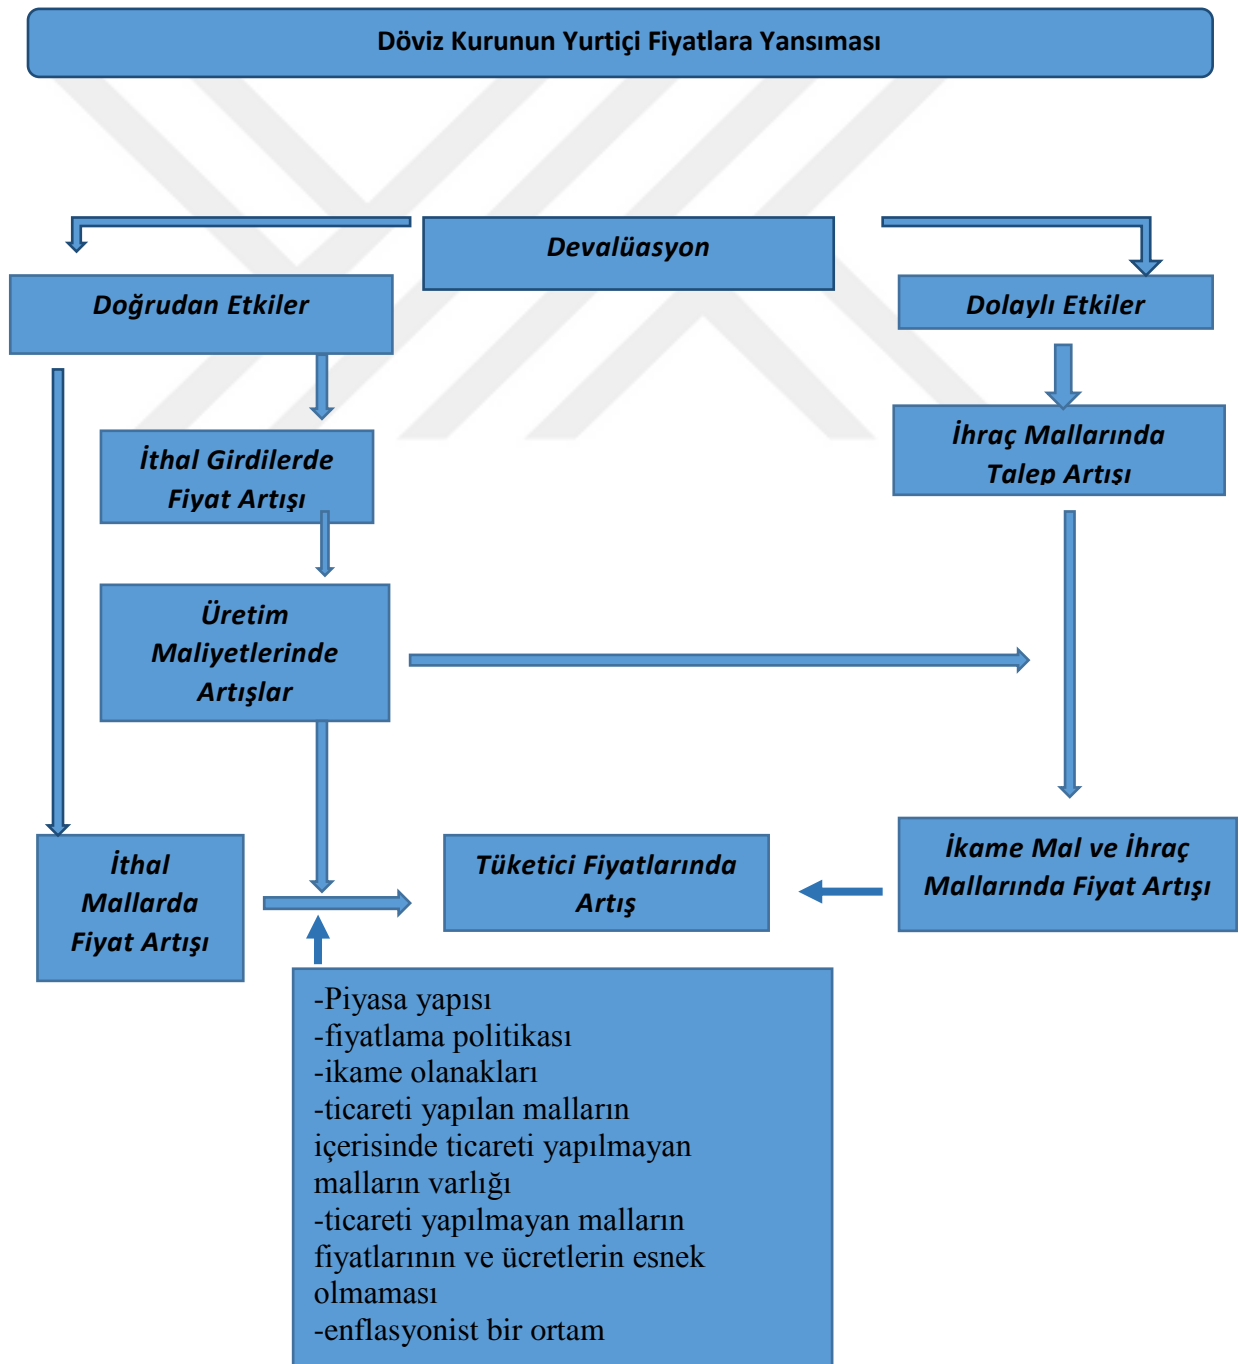 Döviz Kurunun Yurtiçi Fiyatlara Yansıması
Devalüasyon
Doğrudan Etkiler
Dolaylı Etkiler
İthal Girdilerde
Fiyat Artışı
İhraç Mallarında
Talep Artışı
Üretim
Maliyetlerinde
Artışlar
İthal
Mallarda
Fiyat Artışı
Tüketici Fiyatlarında
Artış
İkame Mal ve İhraç
Mallarında Fiyat Artışı
-Piyasa yapısı
-fiyatlama politikası
-ikame olanakları
-ticareti yapılan malların
içerisinde ticareti yapılmayan
malların varlığı
-ticareti yapılmayan malların
fiyatlarının ve ücretlerin esnek
olmaması
-enflasyonist bir ortam